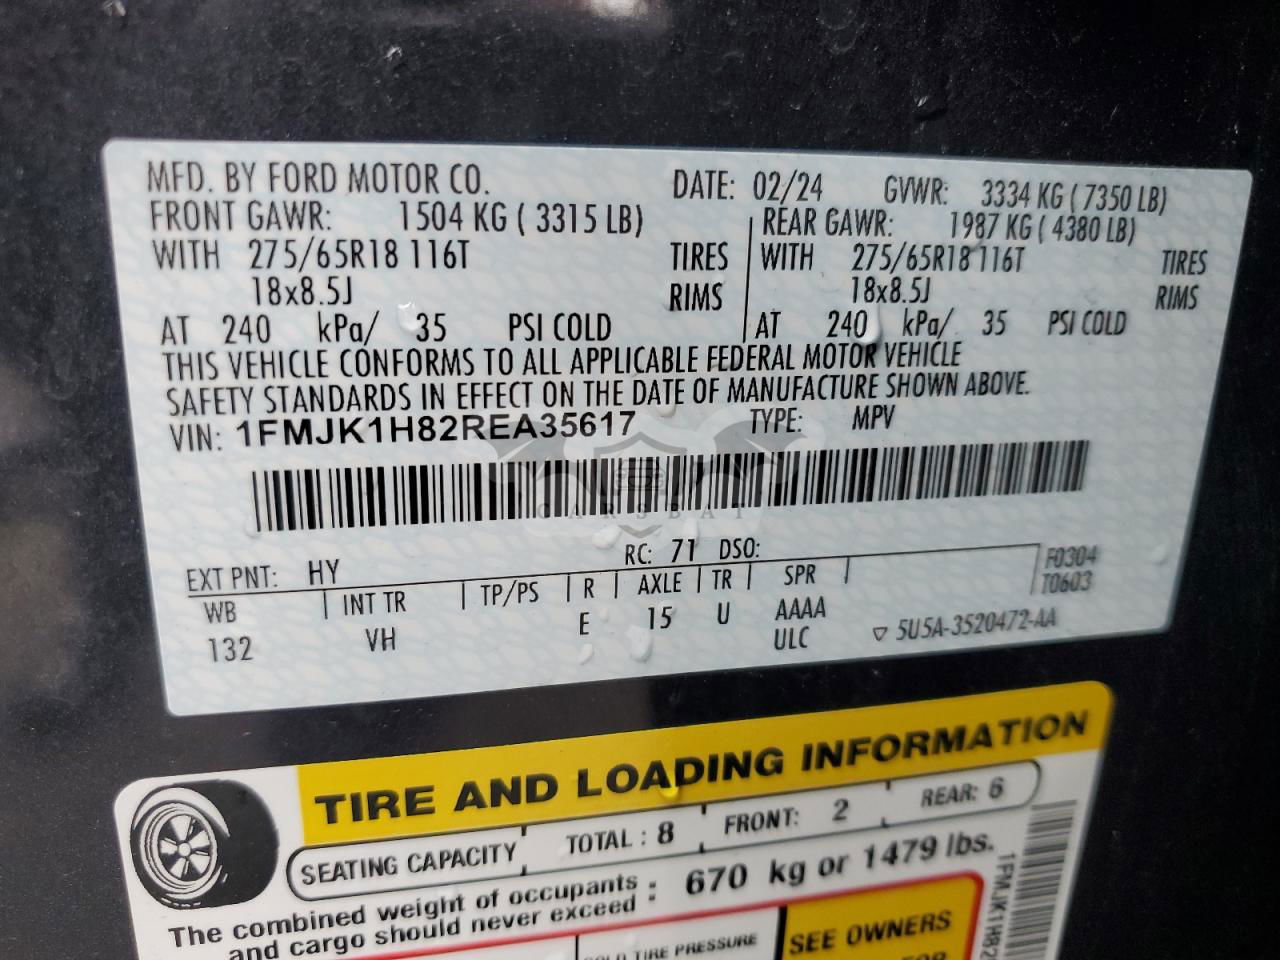 MFD. BY FORD MOTOR CO. DATE: 02/24 GVWR: 3334 KG ( 7350 LB)
FRONT GAWR: 1504 KG ( 3315 LB) REAR GAWR: 1987 KG ( 4380 LB)
WITH 275/65R18 116T TIRES WITH 275/65R18 116T TIRES
18x8.5J RIMS 18x8.5J RIMS
AT 240 kPa/ 35 PSI COLD AT 240 kPa/ 35 PSI COLD
THIS VEHICLE CONFORMS TO ALL APPLICABLE FEDERAL MOTOR VEHICLE
SAFETY STANDARDS IN EFFECT ON THE DATE OF MANUFACTURE SHOWN ABOVE.
VIN: 1FMJK1H82REA35617 TYPE: MPV
CARSBAT
EXT PNT: HY RC: 71 DSO: F0304
WB INT TR TP/PS R AXLE TR SPR T0603
132 VH E 15 U AAAA
ULC ▽ 5U5A-3520472-AA
TIRE AND LOADING INFORMATION
SEATING CAPACITY TOTAL : 8 FRONT: 2 REAR: 6
The combined weight of occupants : 670 kg or 1479 lbs.
and cargo should never exceed :
TIRE PRESSURE SEE OWNERS
1FMJK1H82